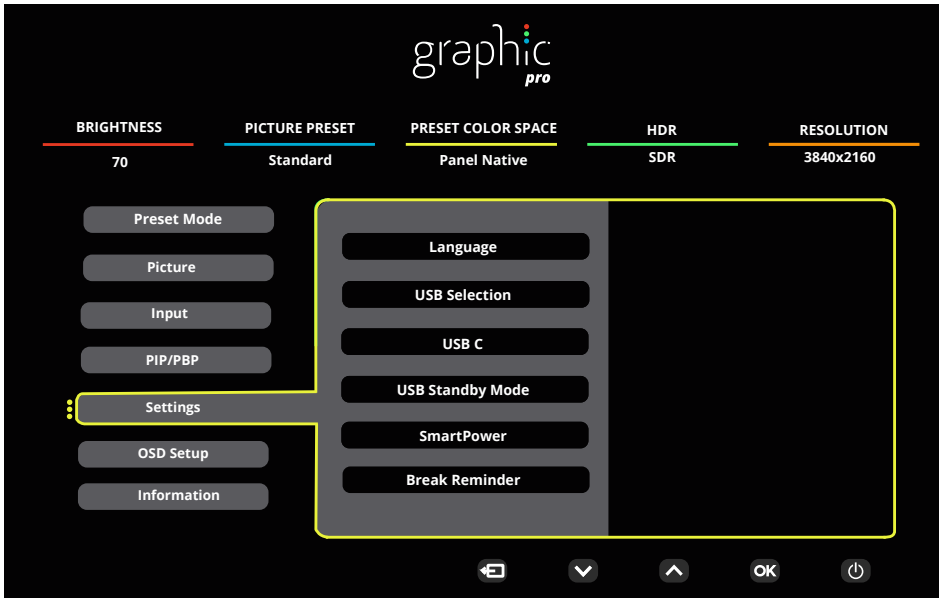 graphic
pro
BRIGHTNESS
70
PICTURE PRESET
Standard
PRESET COLOR SPACE
Panel Native
HDR
SDR
RESOLUTION
3840x2160
Preset Mode
Picture
Input
PIP/PBP
Settings
OSD Setup
Information
Language
USB Selection
USB C
USB Standby Mode
SmartPower
Break Reminder
OK